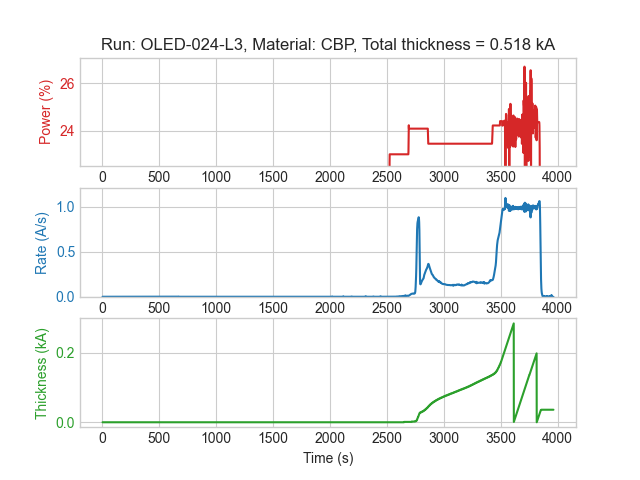 Run: OLED-024-L3, Material: CBP, Total thickness = 0.518 kA
Power (%)
26
24
0 500 1000 1500 2000 2500 3000 3500 4000
Rate (A/s)
1.0
0.5
0.0
0 500 1000 1500 2000 2500 3000 3500 4000
Thickness (kA)
0.2
0.0
0 500 1000 1500 2000 2500 3000 3500 4000
Time (s)